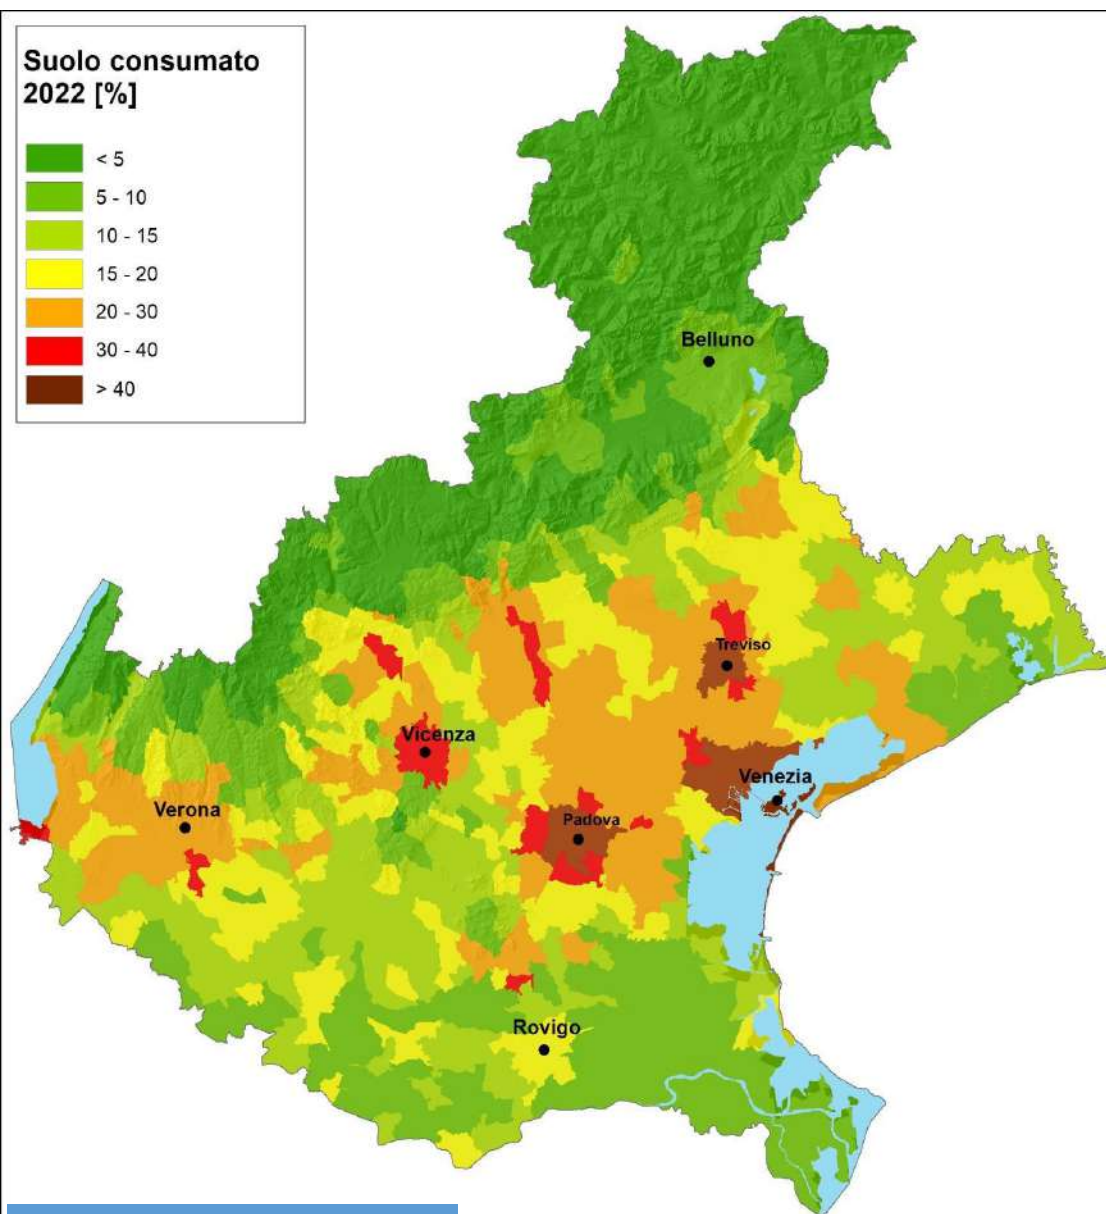 Suolo consumato
2022 [%]
< 5
5 - 10
10 - 15
15 - 20
20 - 30
30 - 40
> 40
Belluno
Treviso
Vicenza
Venezia
Verona
Padova
Rovigo